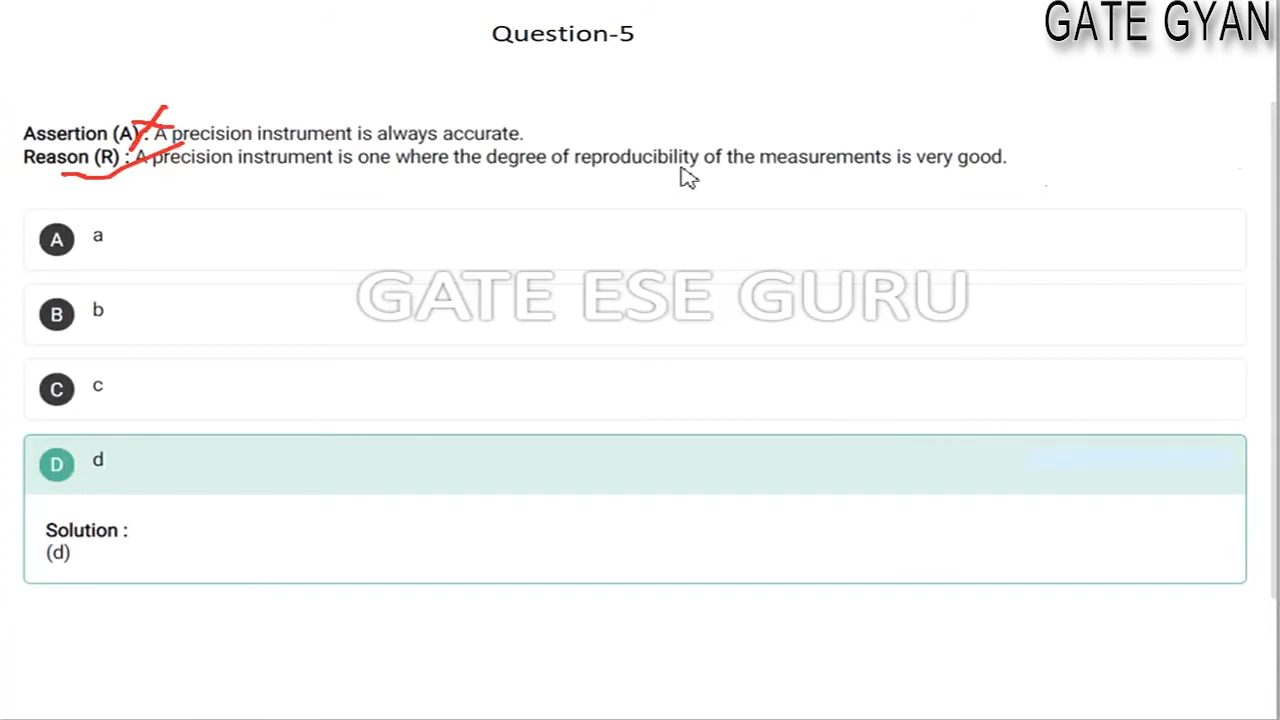 Question-5
GATE GYAN
Assertion (A) : A precision instrument is always accurate.
Reason (R) : A precision instrument is one where the degree of reproducibility of the measurements is very good.
A a
GATE ESE GURU
B b
C c
D d
Solution :
(d)